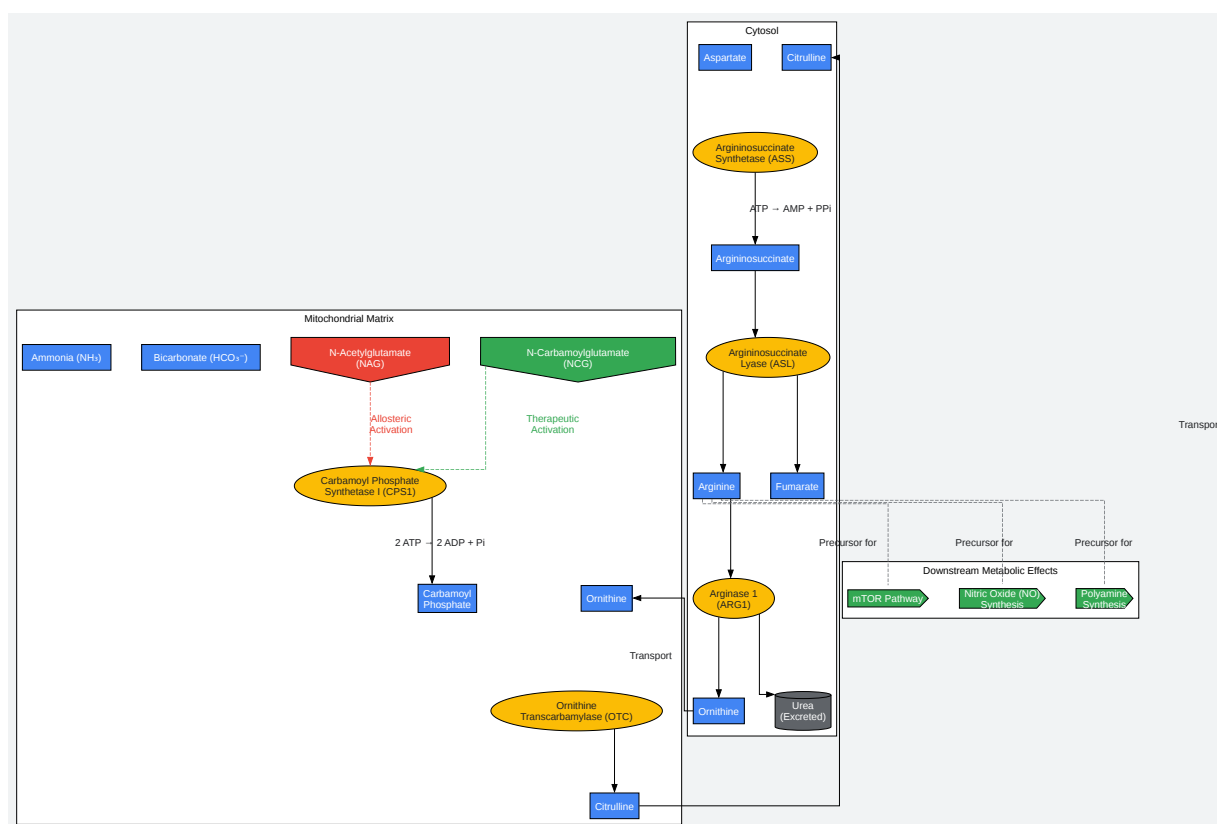 Cytosol
Aspartate
Citrulline
Argininosuccinate
Synthetase (ASS)
ATP → AMP + PPi
Argininosuccinate
Argininosuccinate
Lyase (ASL)
Arginine
Fumarate
Arginase 1
(ARG1)
Ornithine
Urea
(Excreted)
Mitochondrial Matrix
Ammonia (NH₃)
Bicarbonate (HCO₃⁻)
N-Acetylglutamate
(NAG)
N-Carbamoylglutamate
(NCG)
Allosteric
Activation
Therapeutic
Activation
Carbamoyl Phosphate
Synthetase I (CPS1)
2 ATP → 2 ADP + Pi
Carbamoyl
Phosphate
Ornithine
Transport
Ornithine
Transcarbamylase (OTC)
Citrulline
Transpor
Precursor for
Precursor for
Precursor for
Downstream Metabolic Effects
mTOR Pathway
Nitric Oxide (NO)
Synthesis
Polyamine
Synthesis